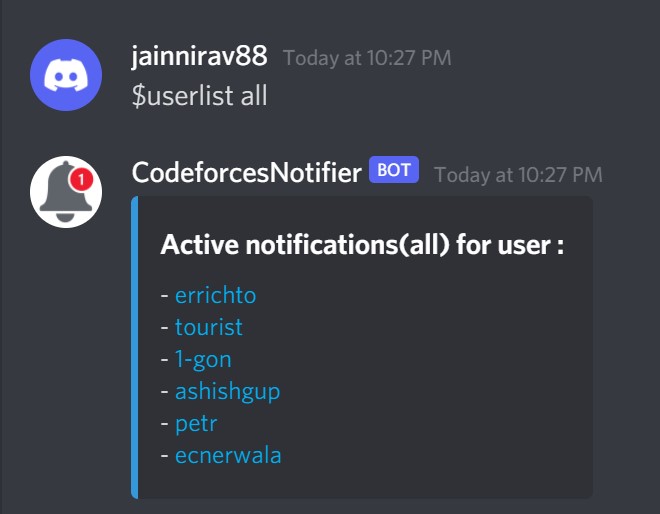 jainnirav88 Today at 10:27 PM
$userlist all
1
CodeforcesNotifier BOT Today at 10:27 PM
Active notifications(all) for user :
- errichto
- tourist
- 1-gon
- ashishgup
- petr
- ecnerwala